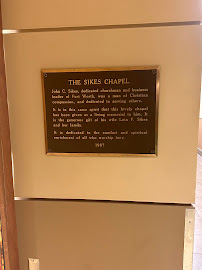 THE SIKES CHAPEL
John C. Sikes, dedicated churchman and business
leader of Fort Worth, was a man of Christian
compassion, and dedicated to serving others.
It is in this same spirit that this lovely chapel
has been given as a living memorial to him. It
is the generous gift of his wife Lura F. Sikes
and her family.
It is dedicated to the comfort and spiritual
enrichment of all who worship here.
1987